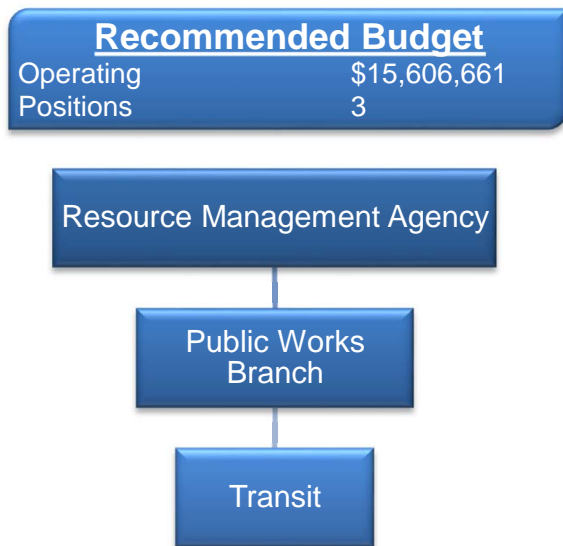 Recommended Budget
Operating $15,606,661
Positions 3
Resource Management Agency
Public Works
Branch
Transit